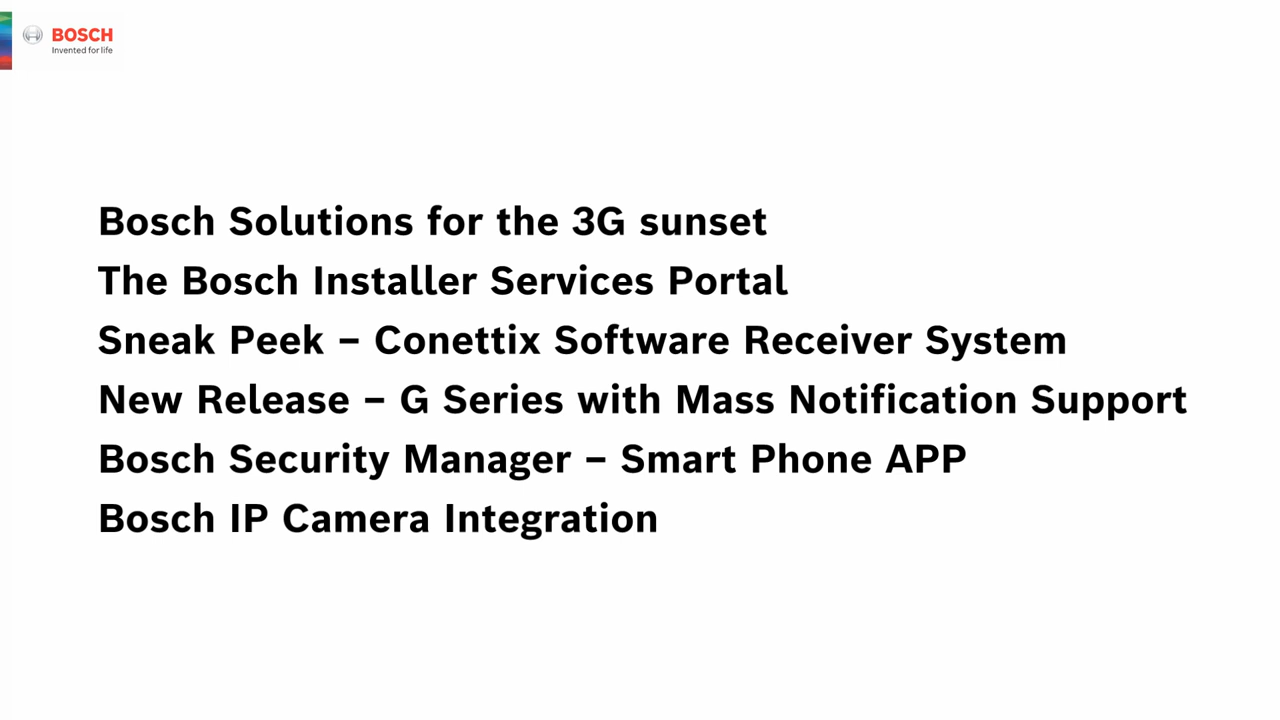 BOSCH
Invented for life
Bosch Solutions for the 3G sunset
The Bosch Installer Services Portal
Sneak Peek – Conettix Software Receiver System
New Release – G Series with Mass Notification Support
Bosch Security Manager – Smart Phone APP
Bosch IP Camera Integration